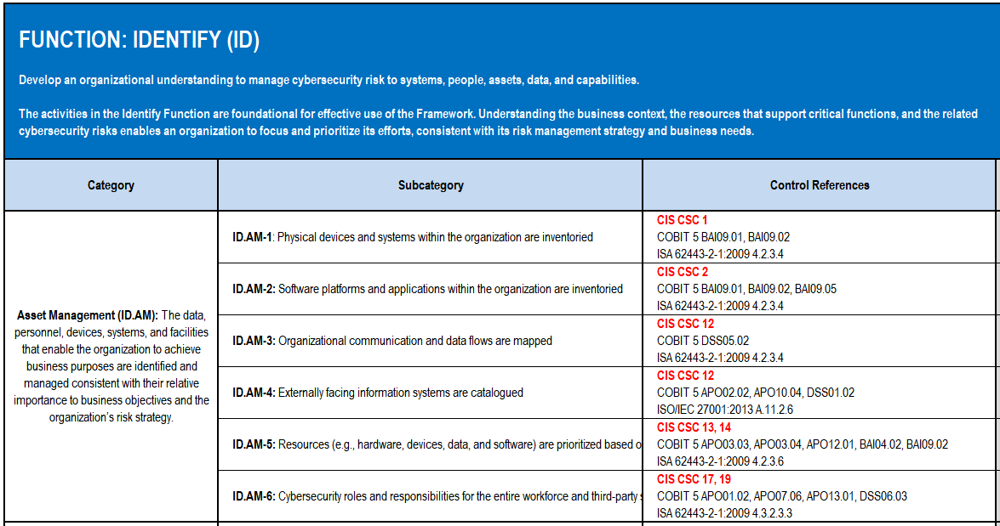 FUNCTION: IDENTIFY (ID)
Develop an organizational understanding to manage cybersecurity risk to systems, people, assets, data, and capabilities.
The activities in the Identify Function are foundational for effective use of the Framework. Understanding the business context, the resources that support critical functions, and the related
cybersecurity risks enables an organization to focus and prioritize its efforts, consistent with its risk management strategy and business needs.
Category
Subcategory
Control References
Asset Management (ID.AM): The data,
personnel, devices, systems, and facilities
that enable the organization to achieve
business purposes are identified and
managed consistent with their relative
importance to business objectives and the
organization's risk strategy.
ID.AM-1: Physical devices and systems within the organization are inventoried
CIS CSC 1
COBIT 5 BAI09.01, BAI09.02
ISA 62443-2-1:2009 4.2.3.4
ID.AM-2: Software platforms and applications within the organization are inventoried
CIS CSC 2
COBIT 5 BAI09.01, BAI09.02, BAI09.05
ISA 62443-2-1:2009 4.2.3.4
ID.AM-3: Organizational communication and data flows are mapped
CIS CSC 12
COBIT 5 DSS05.02
ISA 62443-2-1:2009 4.2.3.4
ID.AM-4: Externally facing information systems are catalogued
CIS CSC 12
COBIT 5 APO02.02, APO10.04, DSS01.02
ISO/IEC 27001:2013 A.11.2.6
ID.AM-5: Resources (e.g., hardware, devices, data, and software) are prioritized based o
CIS CSC 13, 14
COBIT 5 APO03.03, APO03.04, APO12.01, BAI04.02, BAI09.02
ISA 62443-2-1:2009 4.2.3.6
ID.AM-6: Cybersecurity roles and responsibilities for the entire workforce and third-party
CIS CSC 17, 19
COBIT 5 APO01.02, APO07.06, APO13.01, DSS06.03
ISA 62443-2-1:2009 4.3.2.3.3